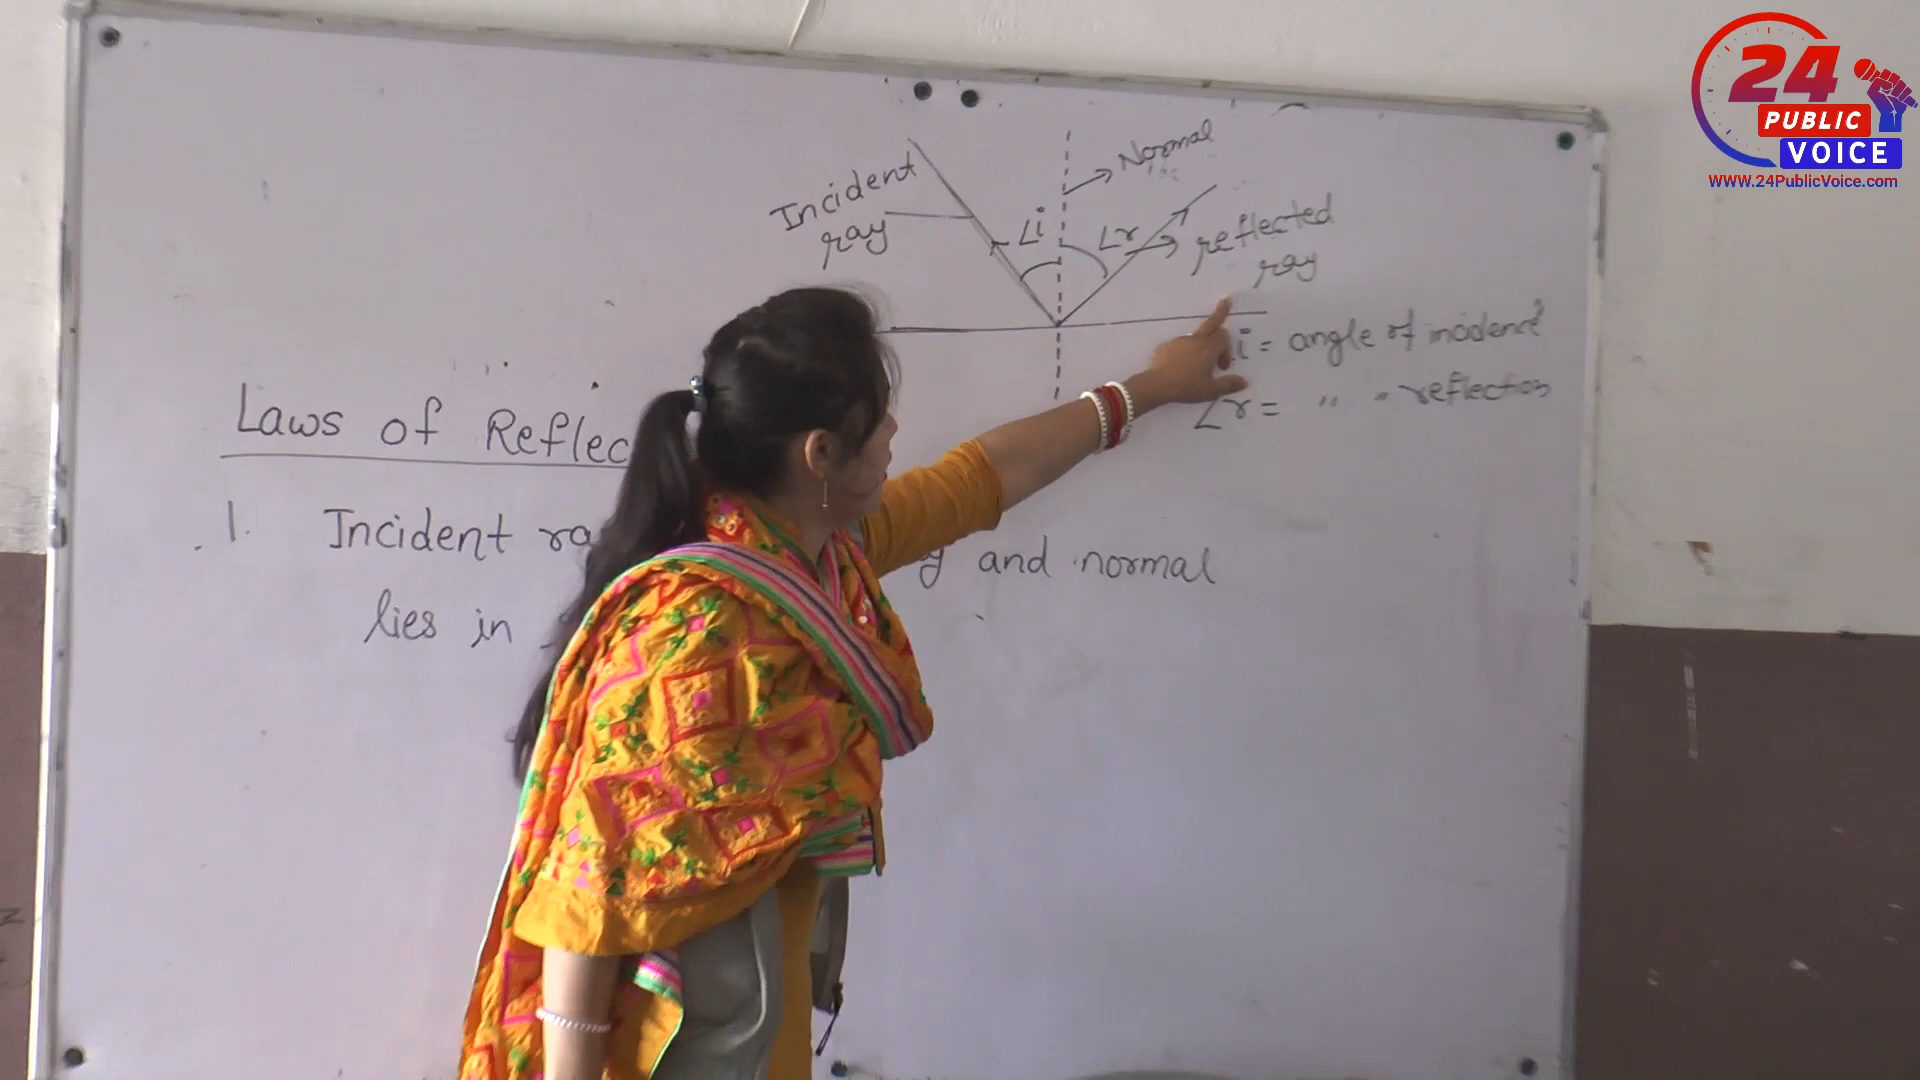 24
PUBLIC
VOICE
WWW.24PublicVoice.com
Normal
Incident
ray
∠i
∠r
reflected
ray
i = angle of incidence
∠r = " " reflection
Laws of Reflec
1. Incident ra and normal
lies in